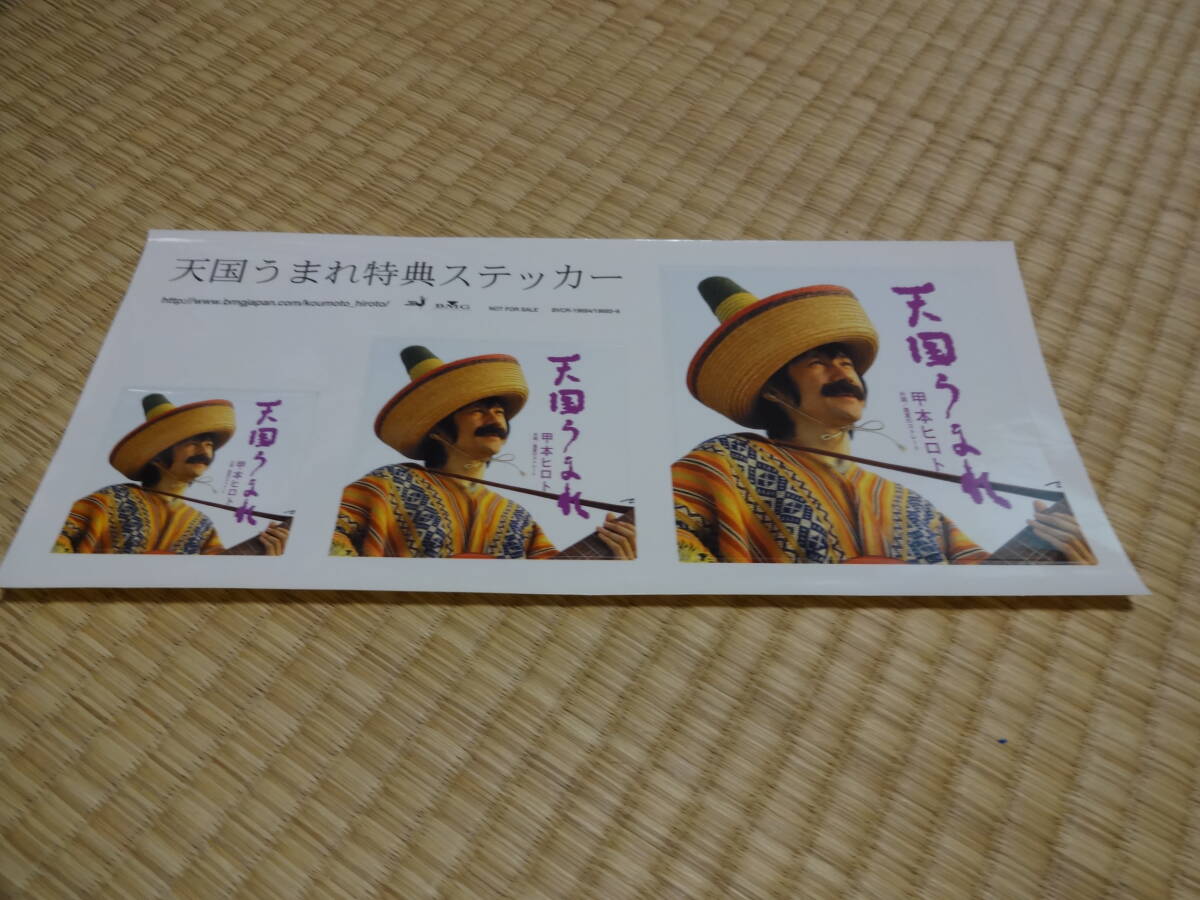 天国うまれ特典ステッカー
http://www.bmgjapan.com/koumoto_hiroto/
BMG
NOT FOR SALE
天国うまれ
甲本ヒロト
天国うまれ
甲本ヒロト
天国うまれ
甲本ヒロト